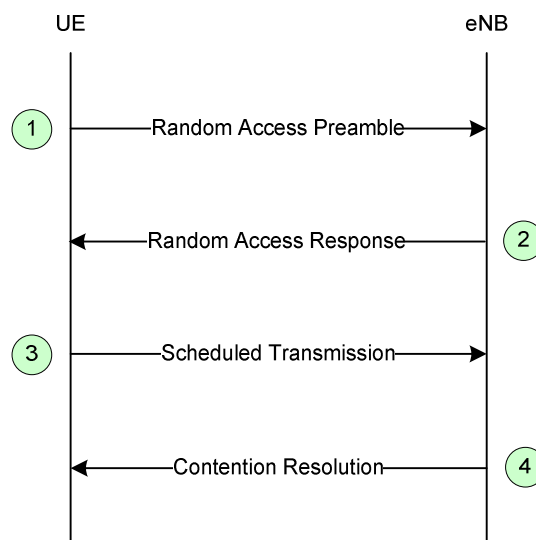 UE eNB
1 Random Access Preamble
Random Access Response 2
3 Scheduled Transmission
Contention Resolution 4